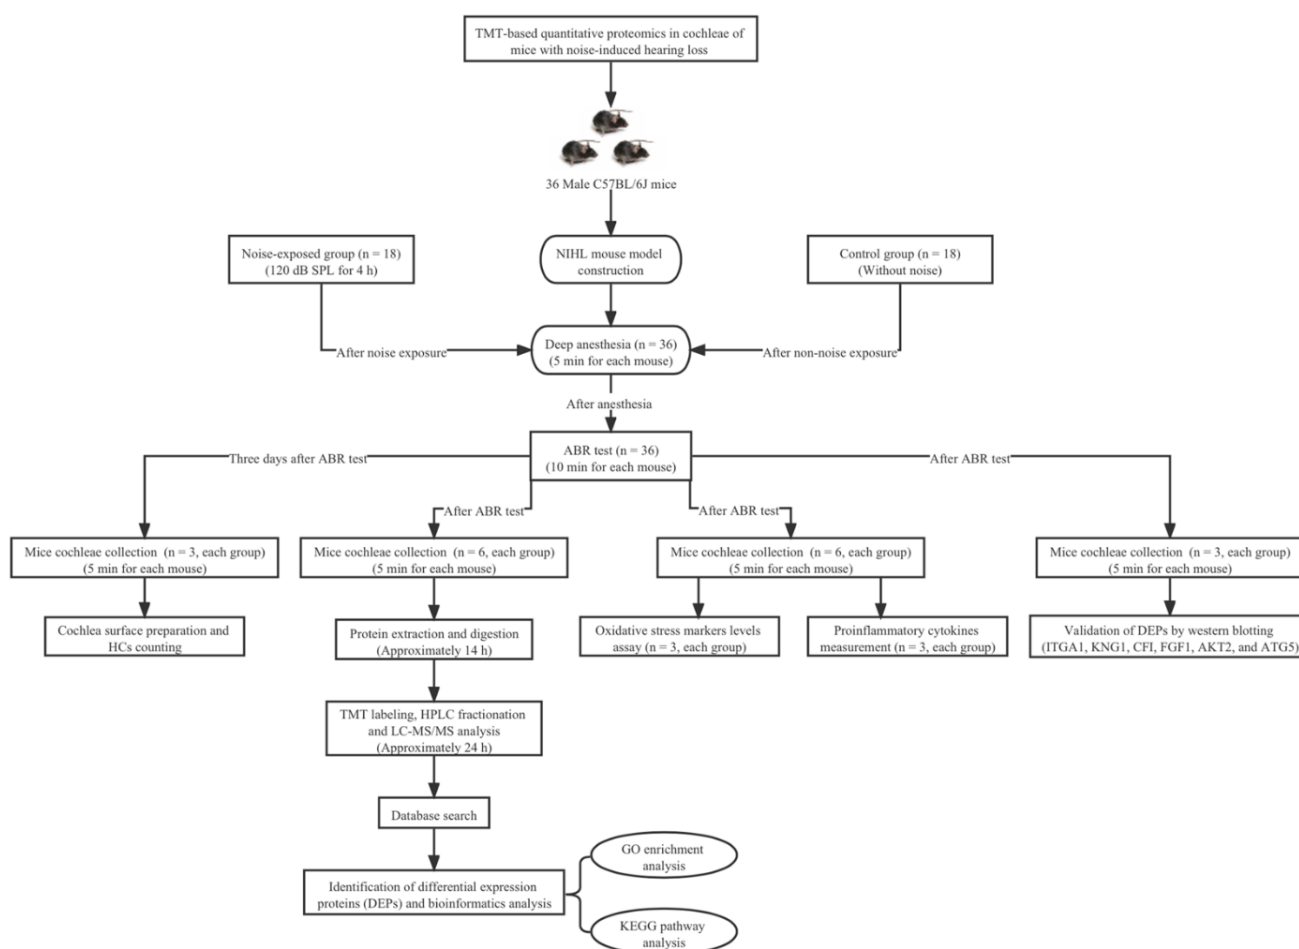 TMT-based quantitative proteomics in cochleae of
mice with noise-induced hearing loss
36 Male C57BL/6J mice
Noise-exposed group (n = 18)
(120 dB SPL for 4 h)
NIHL mouse model
construction
Control group (n = 18)
(Without noise)
After noise exposure
Deep anesthesia (n = 36)
(5 min for each mouse)
After non-noise exposure
After anesthesia
Three days after ABR test
ABR test (n = 36)
(10 min for each mouse)
After ABR test
After ABR test
After ABR test
Mice cochleae collection (n = 3, each group)
(5 min for each mouse)
Mice cochleae collection (n = 6, each group)
(5 min for each mouse)
Mice cochleae collection (n = 6, each group)
(5 min for each mouse)
Mice cochleae collection (n = 3, each group)
(5 min for each mouse)
Cochlea surface preparation and
HCs counting
Protein extraction and digestion
(Approximately 14 h)
Oxidative stress markers levels
assay (n = 3, each group)
Proinflammatory cytokines
measurement (n = 3, each group)
Validation of DEPs by western blotting
(ITGA1, KNG1, CFI, FGF1, AKT2, and ATG5)
TMT labeling, HPLC fractionation
and LC-MS/MS analysis
(Approximately 24 h)
Database search
GO enrichment
analysis
Identification of differential expression
proteins (DEPs) and bioinformatics analysis
KEGG pathway
analysis